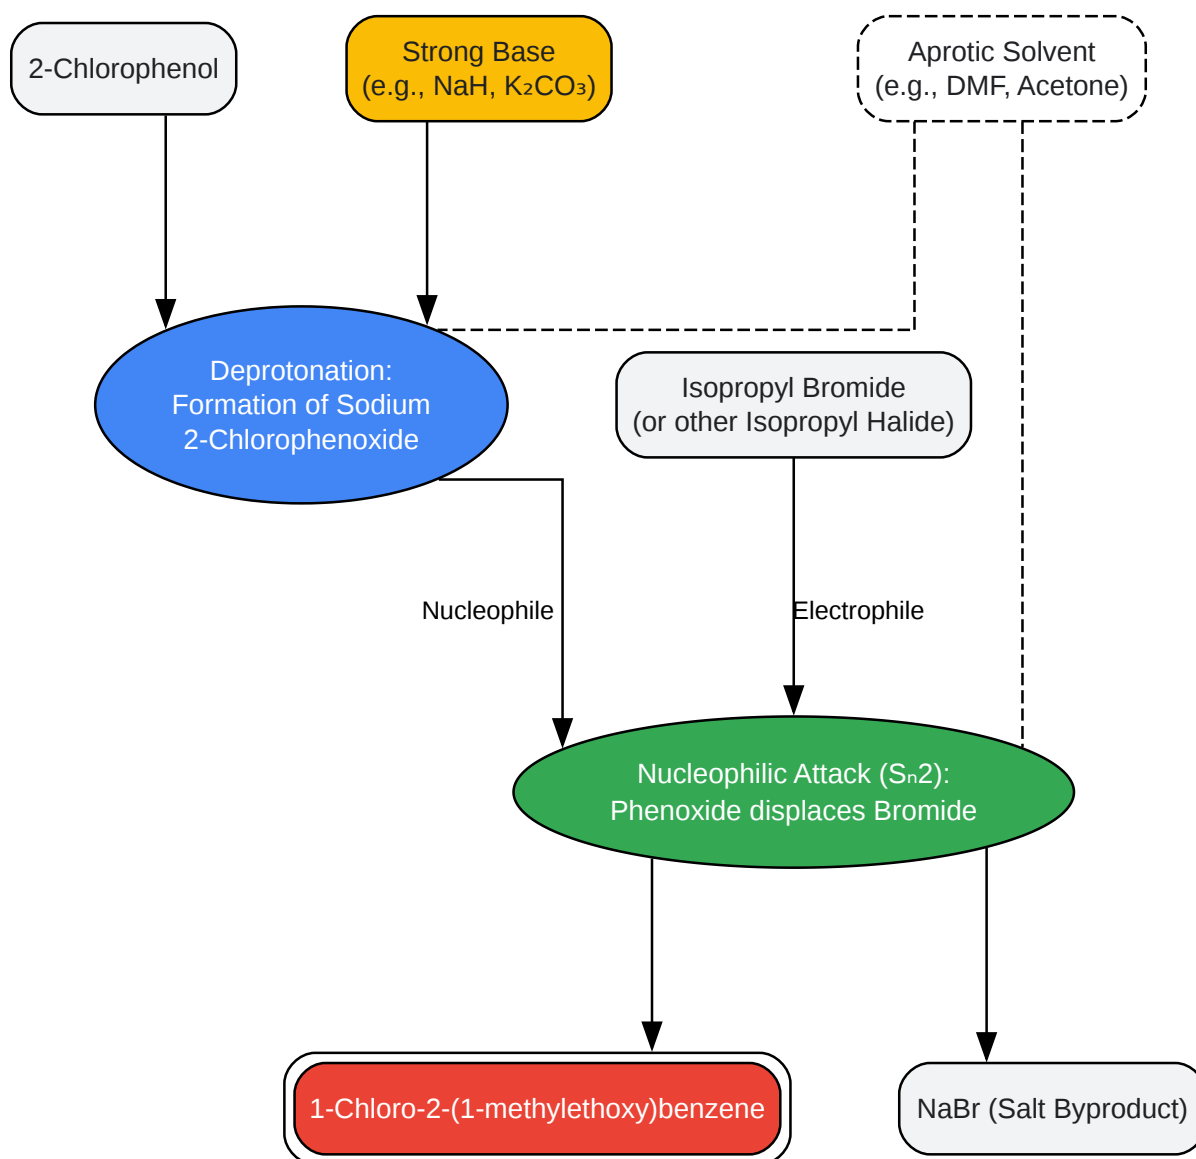 2-Chlorophenol
Strong Base
(e.g., NaH, K₂CO₃)
Aprotic Solvent
(e.g., DMF, Acetone)
Deprotonation:
Formation of Sodium
2-Chlorophenoxide
Isopropyl Bromide
(or other Isopropyl Halide)
Nucleophile
Electrophile
Nucleophilic Attack (Sₙ2):
Phenoxide displaces Bromide
1-Chloro-2-(1-methylethoxy)benzene
NaBr (Salt Byproduct)